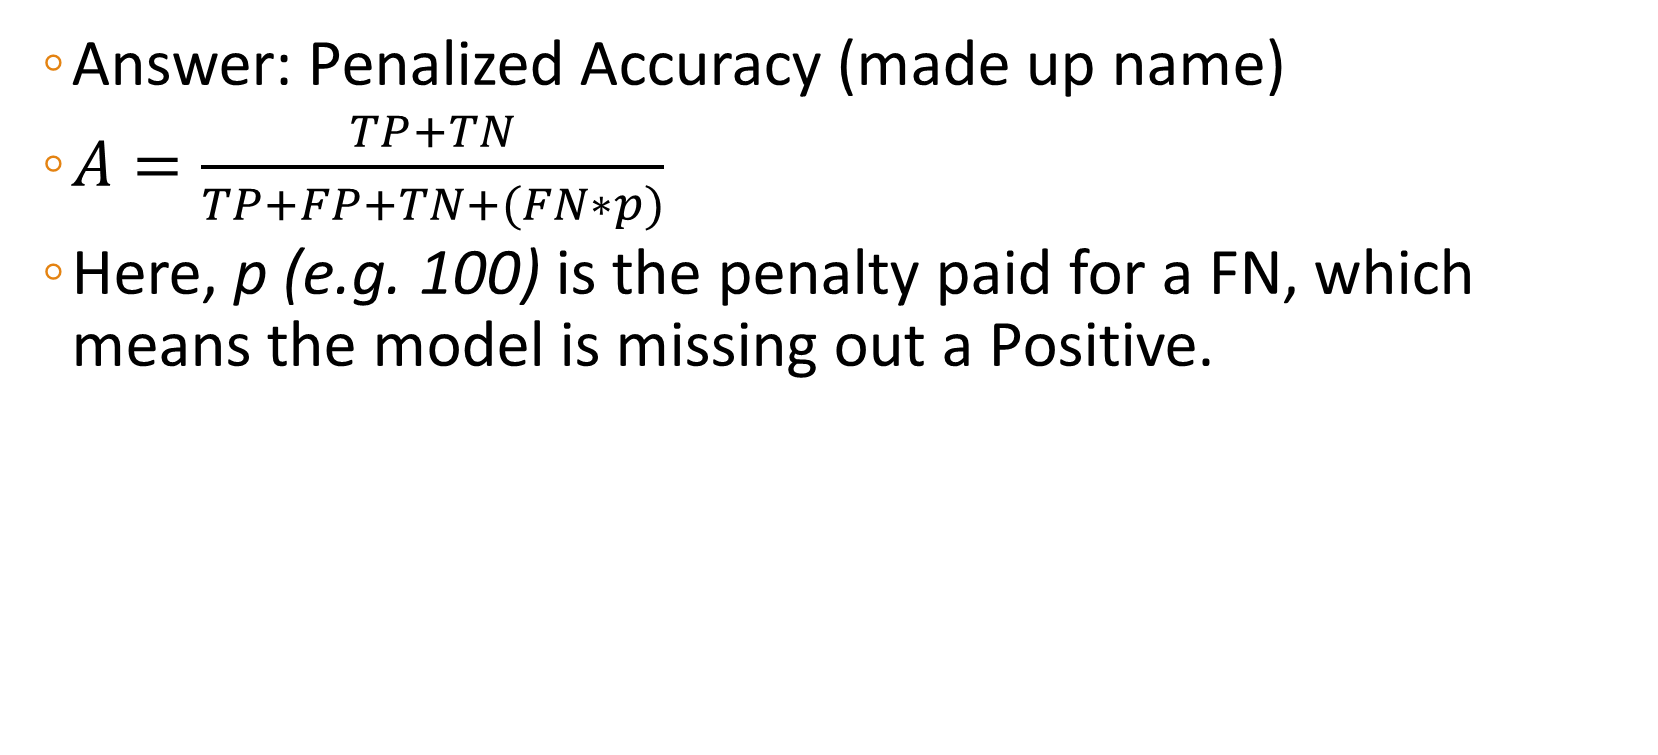 ◦ Answer: Penalized Accuracy (made up name)
◦ A = \frac{TP+TN}{TP+FP+TN+(FN*p)}
◦ Here, p (e.g. 100) is the penalty paid for a FN, which
means the model is missing out a Positive.